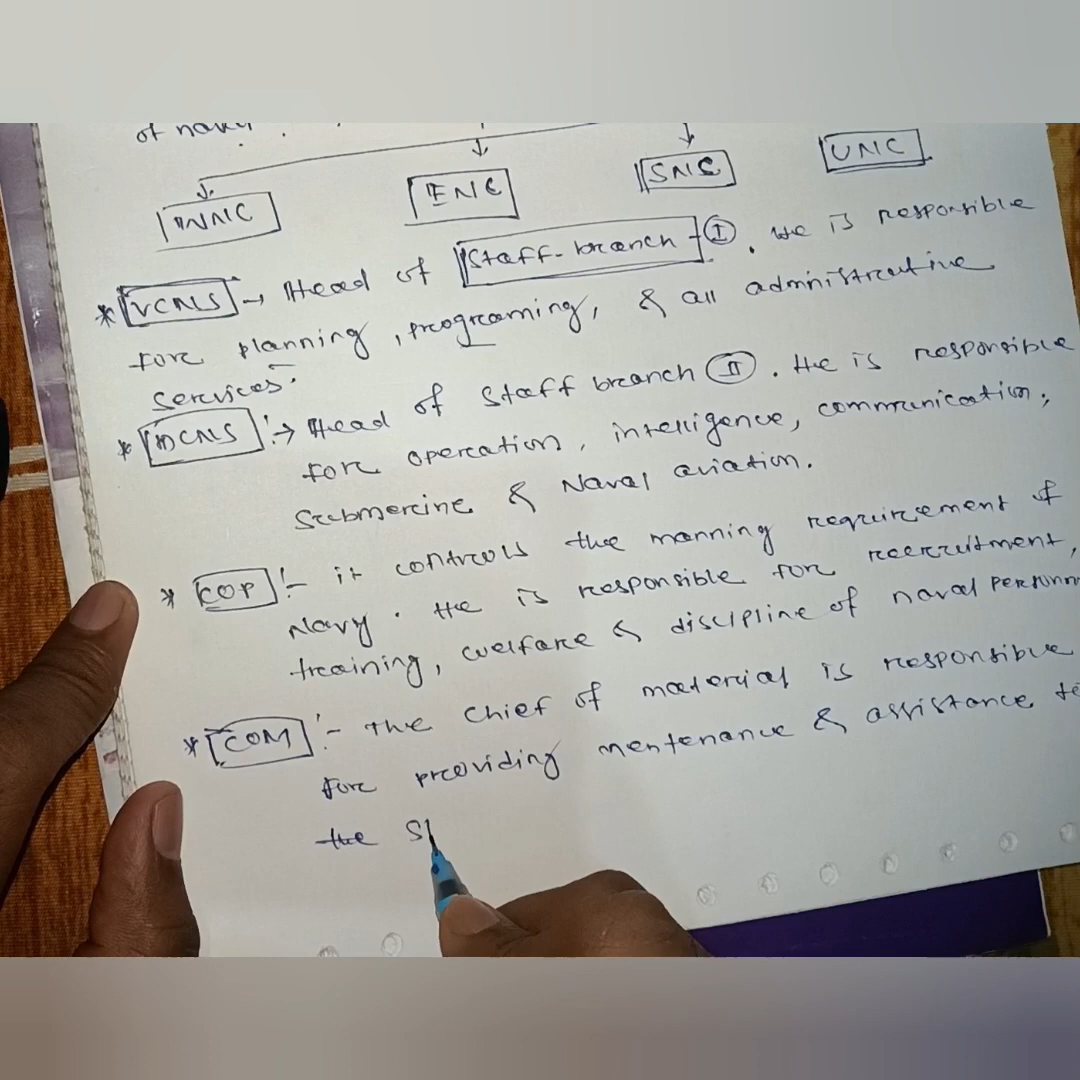 of navy.
WNC ENC SNC UNC
* VCNS → Head of Staff-branch - I. He is responsible
for planning, programing, & all administrative
services.
* DCNS :→ Head of Staff branch II. He is responsible
for operation, intelligence, communication,
Submerine & Naval aviation.
* COP :- it controls the manning requirement of
Navy. He is responsible for recruitment,
training, welfare & discipline of naval personn
* COM :- The Chief of material is responsible
for providing mentenance & assistance to
the Sh